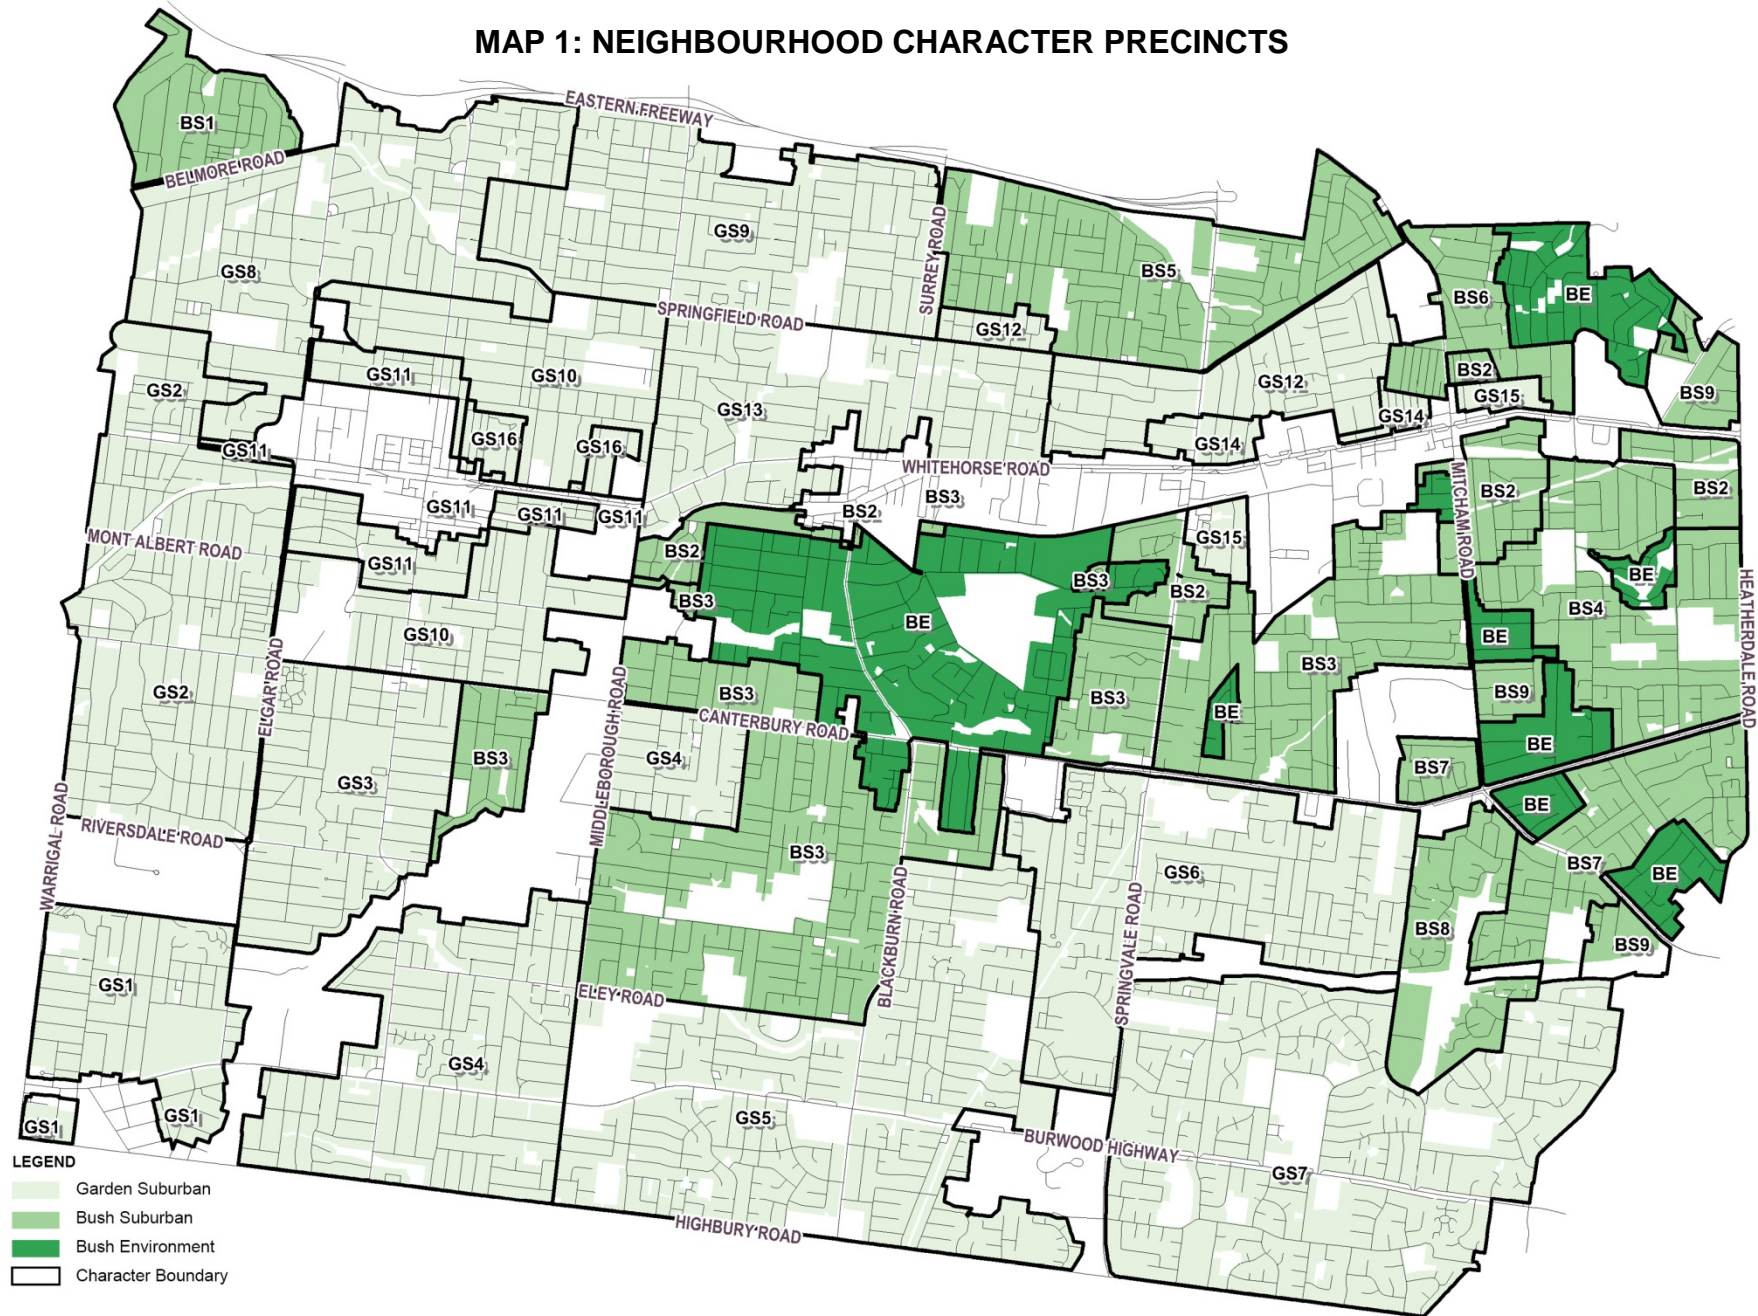 MAP 1: NEIGHBOURHOOD CHARACTER PRECINCTS
EASTERN FREEWAY
BS1
BELMORE ROAD
GS9
SURREY ROAD
GS8
BS5
BS6
BE
SPRINGFIELD ROAD
GS12
GS2
GS11
GS10
GS12
BS2
GS15
BS9
GS13
GS14
GS16
GS16
GS14
GS11
WHITEHORSE ROAD
BS3
MITCHAM ROAD
BS2
BS2
GS11
GS11
GS11
BS2
MONT ALBERT ROAD
GS11
BS2
GS15
BS3
BS3
BS2
BE
BS4
HEATHERDALE ROAD
GS10
BE
BE
GS2
ELGAR ROAD
BS3
BS3
BS3
BS9
MIDDLEBOROUGH ROAD
CANTERBURY ROAD
BE
BE
GS3
BS3
GS4
BS7
BE
WARRIGAL ROAD
RIVERSDALE ROAD
BS3
GS6
BS7
BE
BLACKBURN ROAD
SPRINGVALE ROAD
BS8
BS9
GS1
ELEY ROAD
GS4
GS1
GS1
GS5
BURWOOD HIGHWAY
GS7
HIGHBURY ROAD
LEGEND
Garden Suburban
Bush Suburban
Bush Environment
Character Boundary